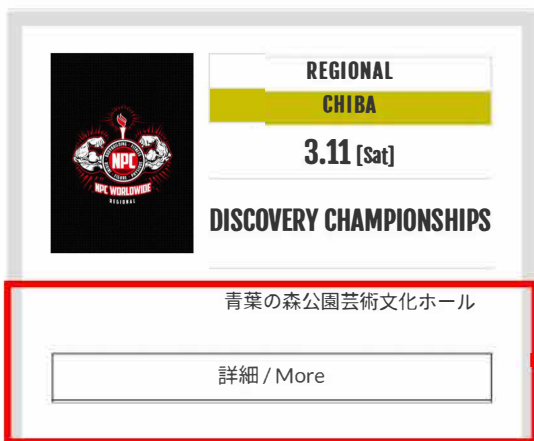 REGIONAL
CHIBA
3.11 [Sat]
DISCOVERY CHAMPIONSHIPS
NPC
NPC WORLDWIDE
REGIONAL
青葉の森公園芸術文化ホール
詳細 / More